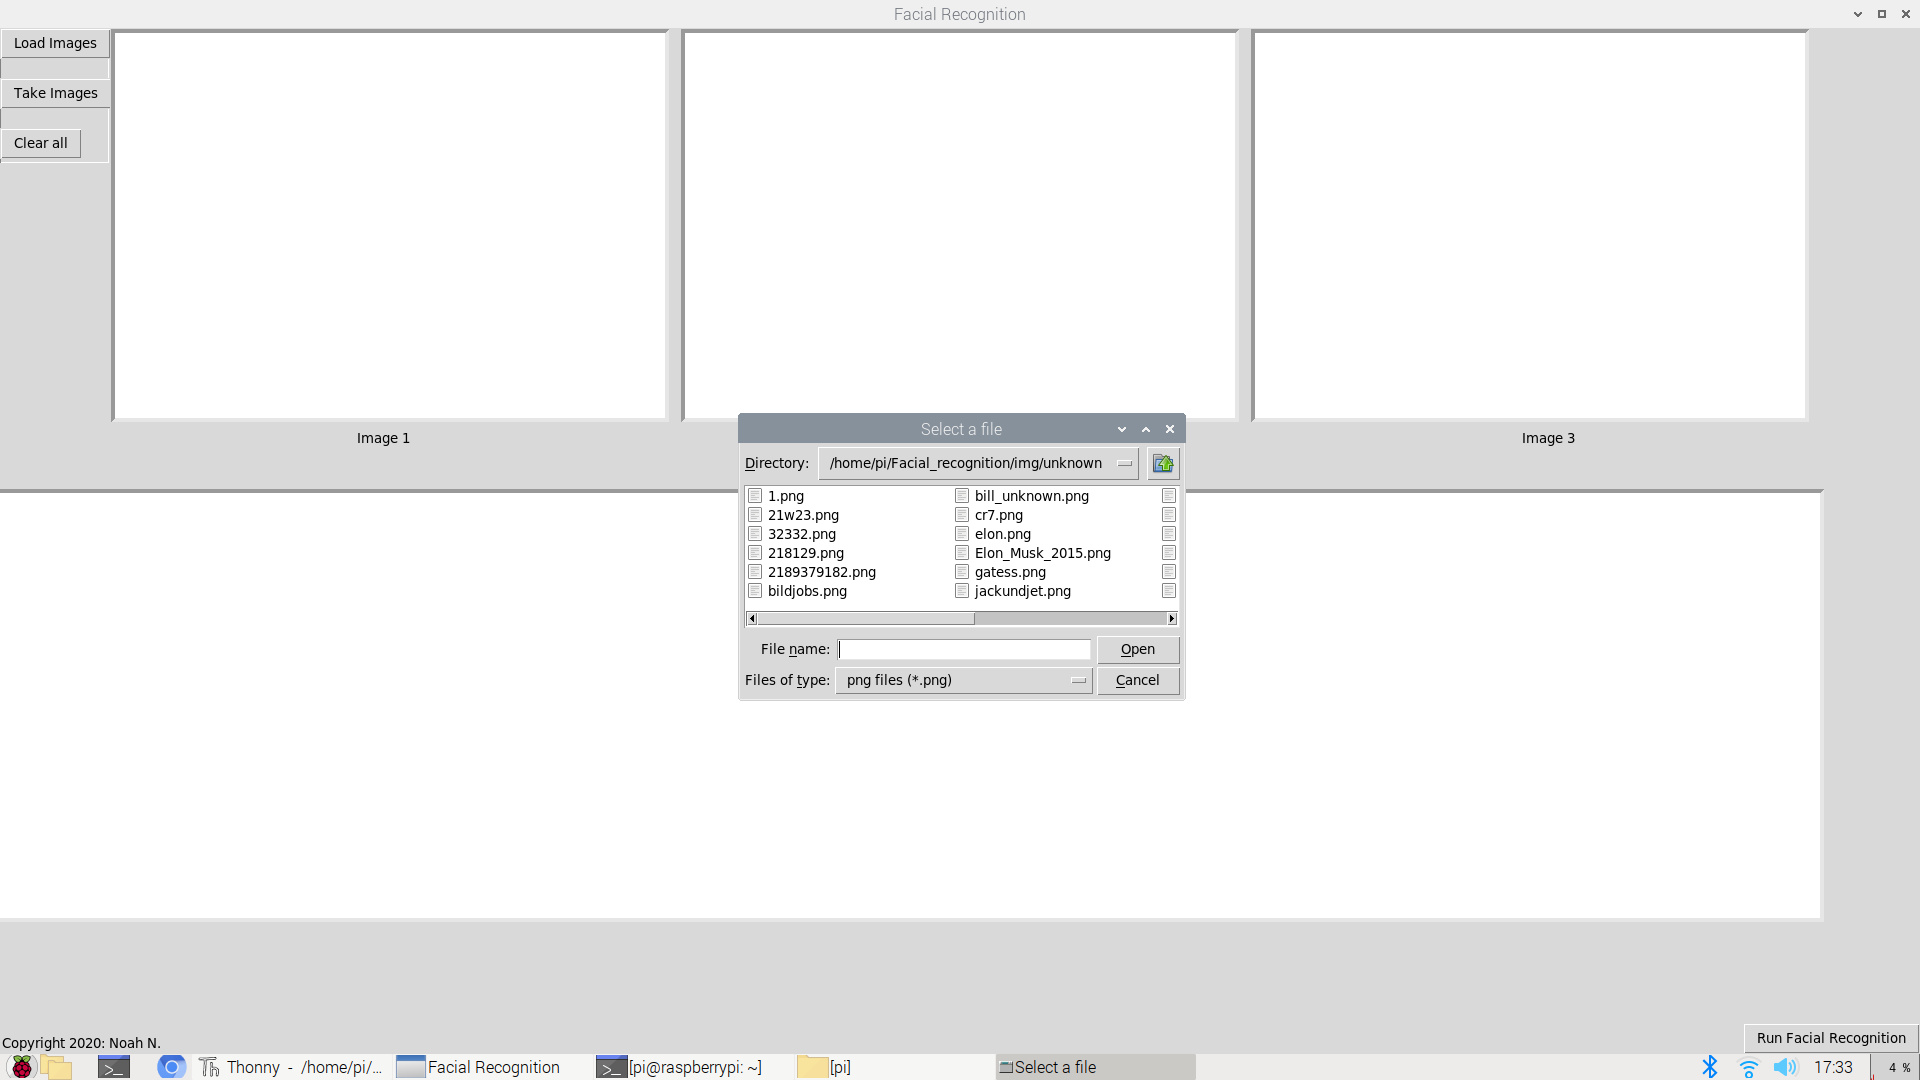 Facial Recognition
Load Images
Take Images
Clear all
Image 1
Image 3
Select a file
Directory: /home/pi/Facial_recognition/img/unknown
1.png
21w23.png
32332.png
218129.png
2189379182.png
bildjobs.png
bill_unknown.png
cr7.png
elon.png
Elon_Musk_2015.png
gatess.png
jackundjet.png
File name: Open
Files of type: png files (*.png) Cancel
Run Facial Recognition
Copyright 2020: Noah N.
>_ Th Thonny - /home/pi/... Facial Recognition >_ [pi@raspberrypi: ~] [pi] Select a file 17:33 4 %